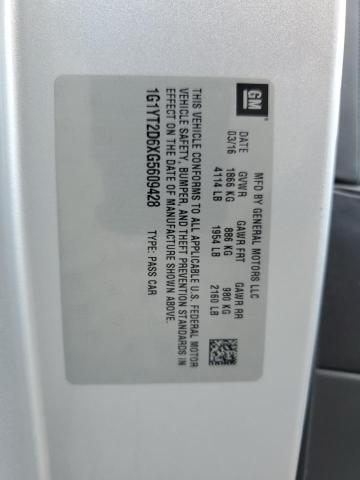 GM
MFD BY GENERAL MOTORS LLC
DATE GVWR GAWR FRT GAWR RR
03/16 1866 KG 886 KG 980 KG
4114 LB 1954 LB 2160 LB
THIS VEHICLE CONFORMS TO ALL APPLICABLE U.S. FEDERAL MOTOR
VEHICLE SAFETY, BUMPER, AND THEFT PREVENTION STANDARDS IN
EFFECT ON THE DATE OF MANUFACTURE SHOWN ABOVE.
1G1YT2D6XG5609428 TYPE: PASS CAR